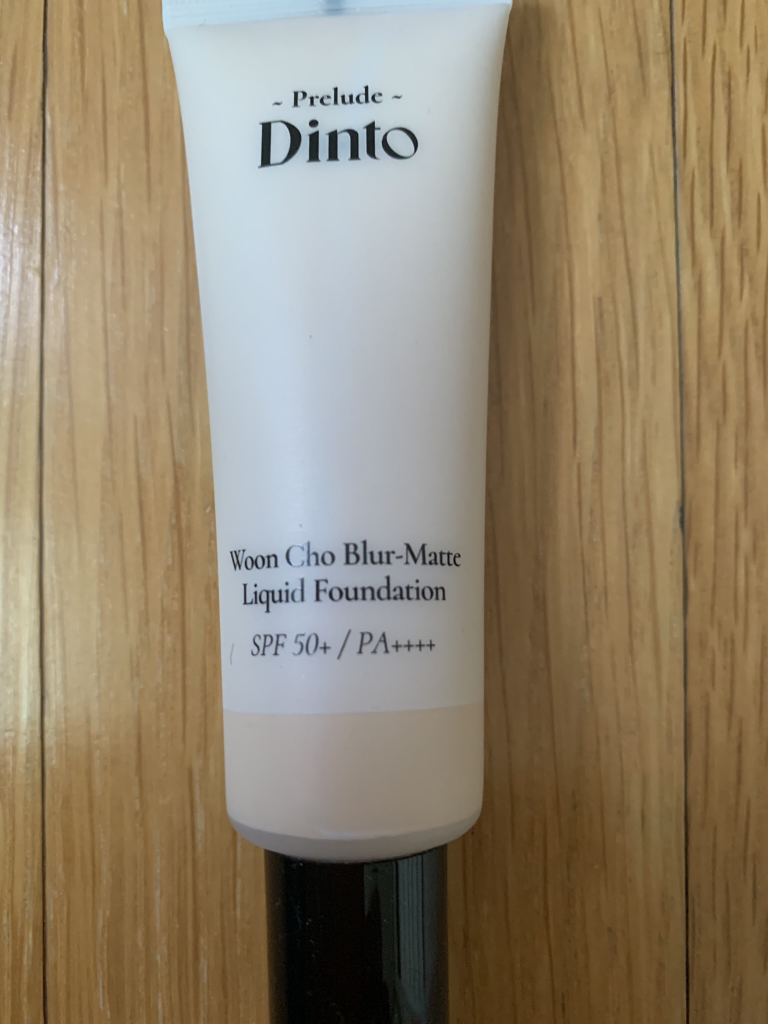 ~ Prelude ~
Dinto
Woon Cho Blur-Matte
Liquid Foundation
SPF 50+ / PA++++